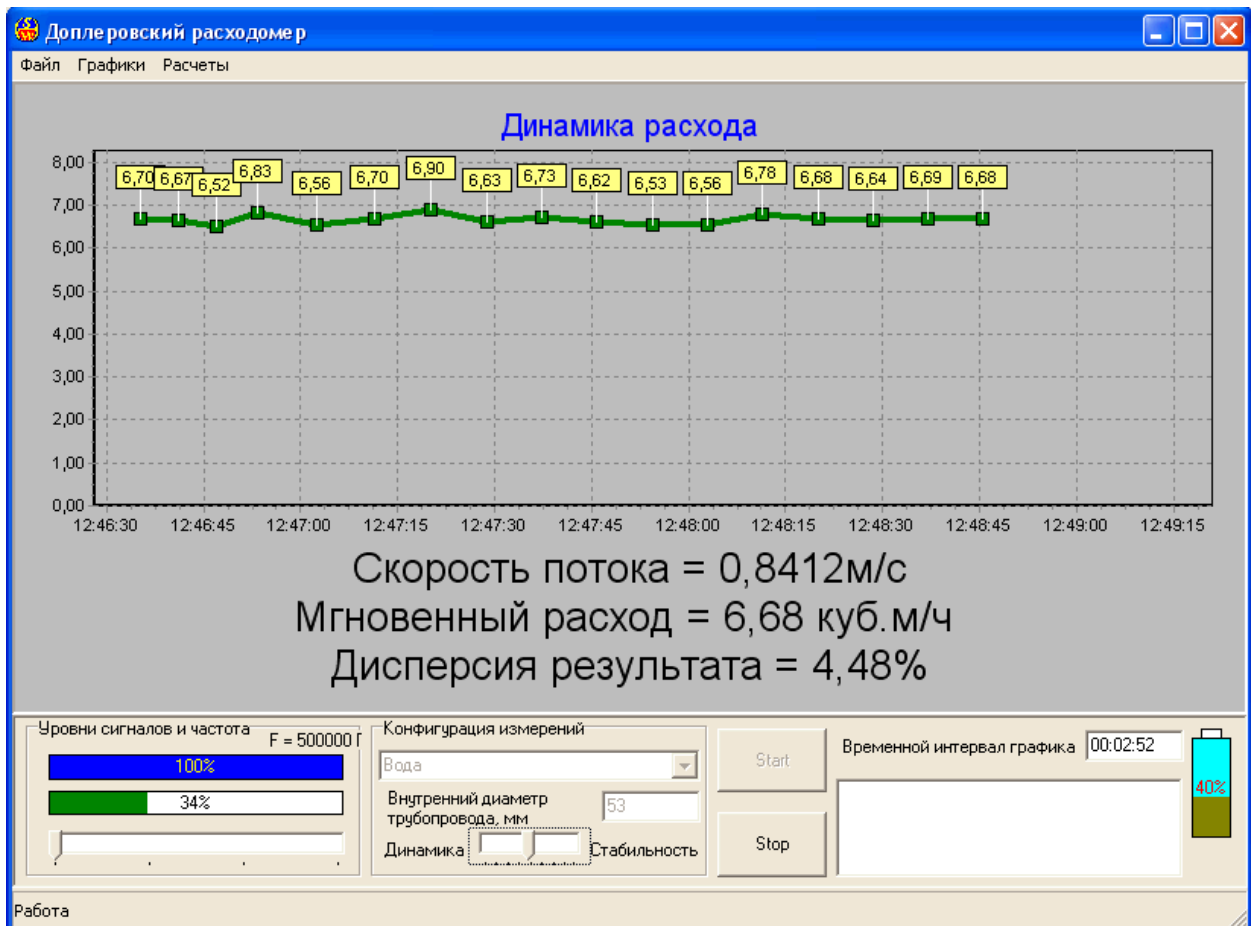 Доплеровский расходомер
Файл Графики Расчеты
Динамика расхода
8,00
7,00
6,00
5,00
4,00
3,00
2,00
1,00
0,00
6,70 6,67 6,52 6,83 6,56 6,70 6,90 6,63 6,73 6,62 6,53 6,56 6,78 6,68 6,64 6,69 6,68
12:46:30 12:46:45 12:47:00 12:47:15 12:47:30 12:47:45 12:48:00 12:48:15 12:48:30 12:48:45 12:49:00 12:49:15
Скорость потока = 0,8412м/с
Мгновенный расход = 6,68 куб.м/ч
Дисперсия результата = 4,48%
Уровни сигналов и частота
F = 500000 Г
100%
34%
Конфигурация измерений
Вода
Внутренний диаметр
трубопровода, мм
53
Динамика Стабильность
Start
Stop
Временной интервал графика 00:02:52
40%
Работа